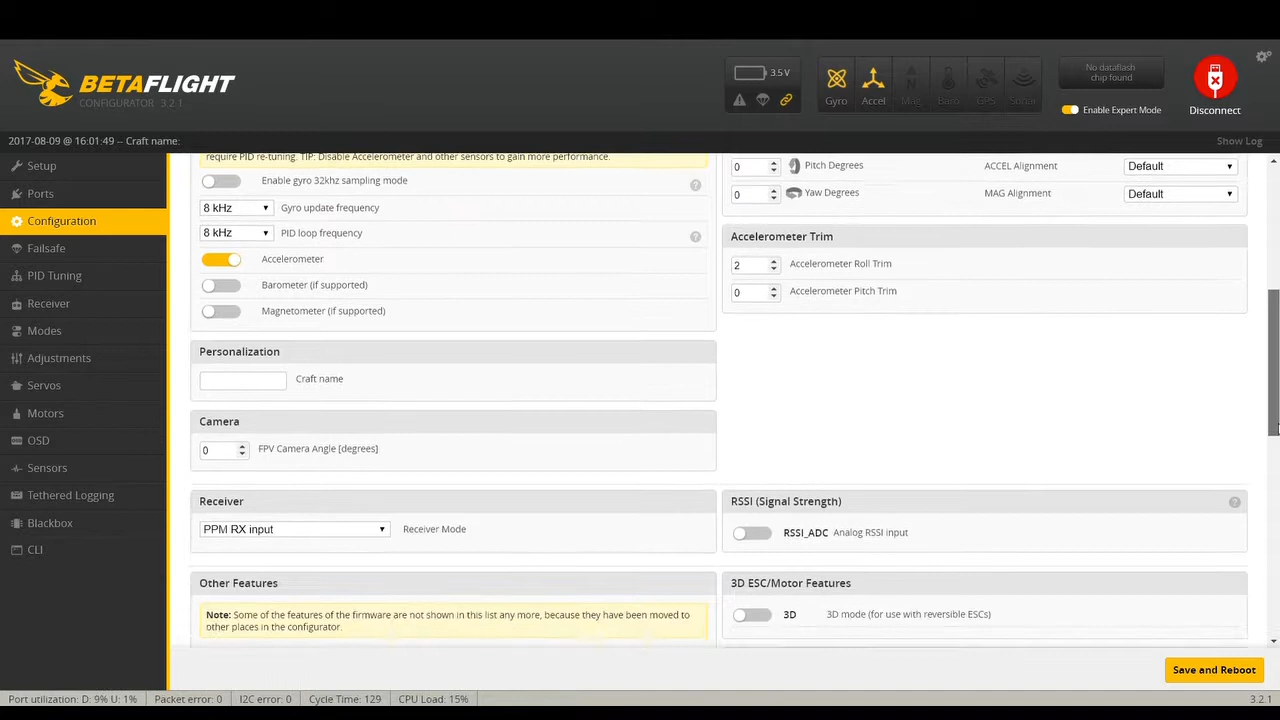 BETAFLIGHT
CONFIGURATOR 3.2.1
3.5 V
Gyro
Accel
Mag
Baro
GPS
Sonar
No dataflash
chip found
Enable Expert Mode
Disconnect
2017-08-09 @ 16:01:49 -- Craft name:
Show Log
Setup
Ports
Configuration
Failsafe
PID Tuning
Receiver
Modes
Adjustments
Servos
Motors
OSD
Sensors
Tethered Logging
Blackbox
CLI
require PID re-tuning. TIP: Disable Accelerometer and other sensors to gain more performance.
Enable gyro 32khz sampling mode
8 kHz Gyro update frequency
8 kHz PID loop frequency
Accelerometer
Barometer (if supported)
Magnetometer (if supported)
0 Pitch Degrees ACCEL Alignment Default
0 Yaw Degrees MAG Alignment Default
Accelerometer Trim
2 Accelerometer Roll Trim
0 Accelerometer Pitch Trim
Personalization
Craft name
Camera
0 FPV Camera Angle [degrees]
Receiver
PPM RX input Receiver Mode
RSSI (Signal Strength)
RSSI_ADC Analog RSSI input
Other Features
Note: Some of the features of the firmware are not shown in this list any more, because they have been moved to
other places in the configurator.
3D ESC/Motor Features
3D 3D mode (for use with reversible ESCs)
Save and Reboot
Port utilization: D: 9% U: 1% Packet error: 0 I2C error: 0 Cycle Time: 129 CPU Load: 15% 3.2.1